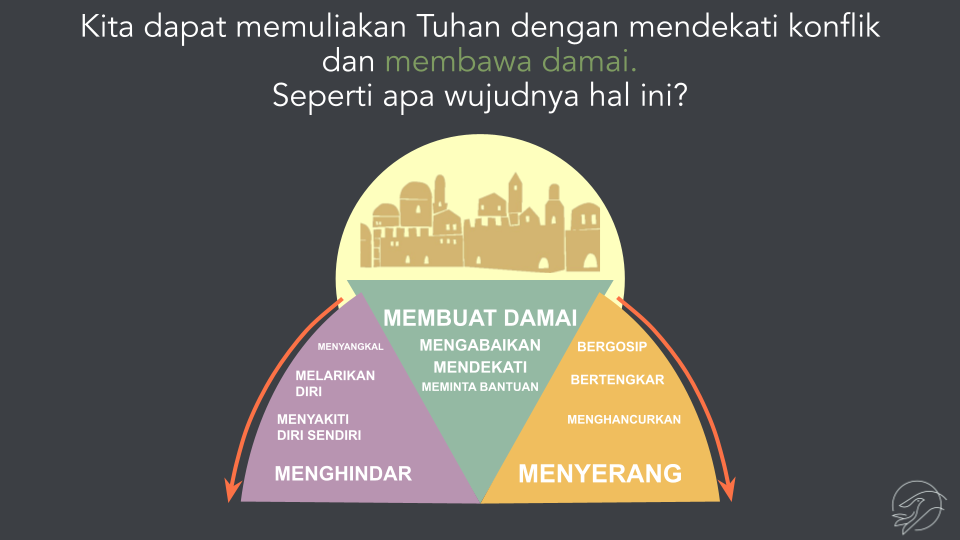 Kita dapat memuliakan Tuhan dengan mendekati konflik
dan membawa damai.
Seperti apa wujudnya hal ini?
MEMBUAT DAMAI
MENGABAIKAN
MENDEKATI
MEMINTA BANTUAN
MENYANGKAL
MELARIKAN
DIRI
MENYAKITI
DIRI SENDIRI
MENGHINDAR
BERGOSIP
BERTENGKAR
MENGHANCURKAN
MENYERANG